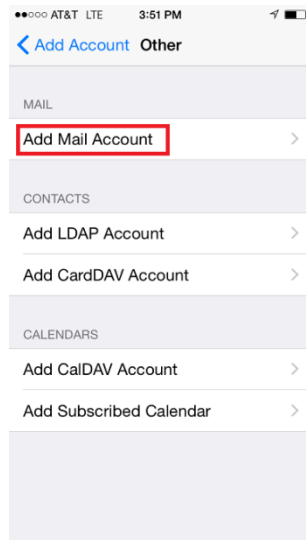 AT&T LTE 3:51 PM
Add Account Other
MAIL
Add Mail Account
CONTACTS
Add LDAP Account
Add CardDAV Account
CALENDARS
Add CalDAV Account
Add Subscribed Calendar